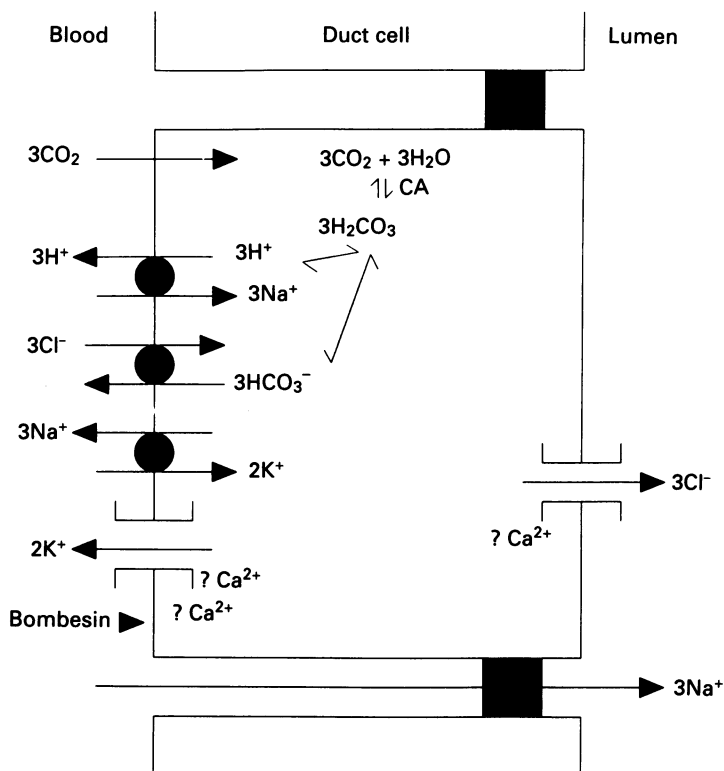 Blood Duct cell Lumen
3CO₂
3CO₂ + 3H₂O
CA
3H₂CO₃
3H⁺ 3H⁺
3Na⁺
3Cl⁻
3HCO₃⁻
3Na⁺
2K⁺
3Cl⁻
? Ca²⁺
2K⁺
? Ca²⁺
? Ca²⁺
Bombesin
3Na⁺